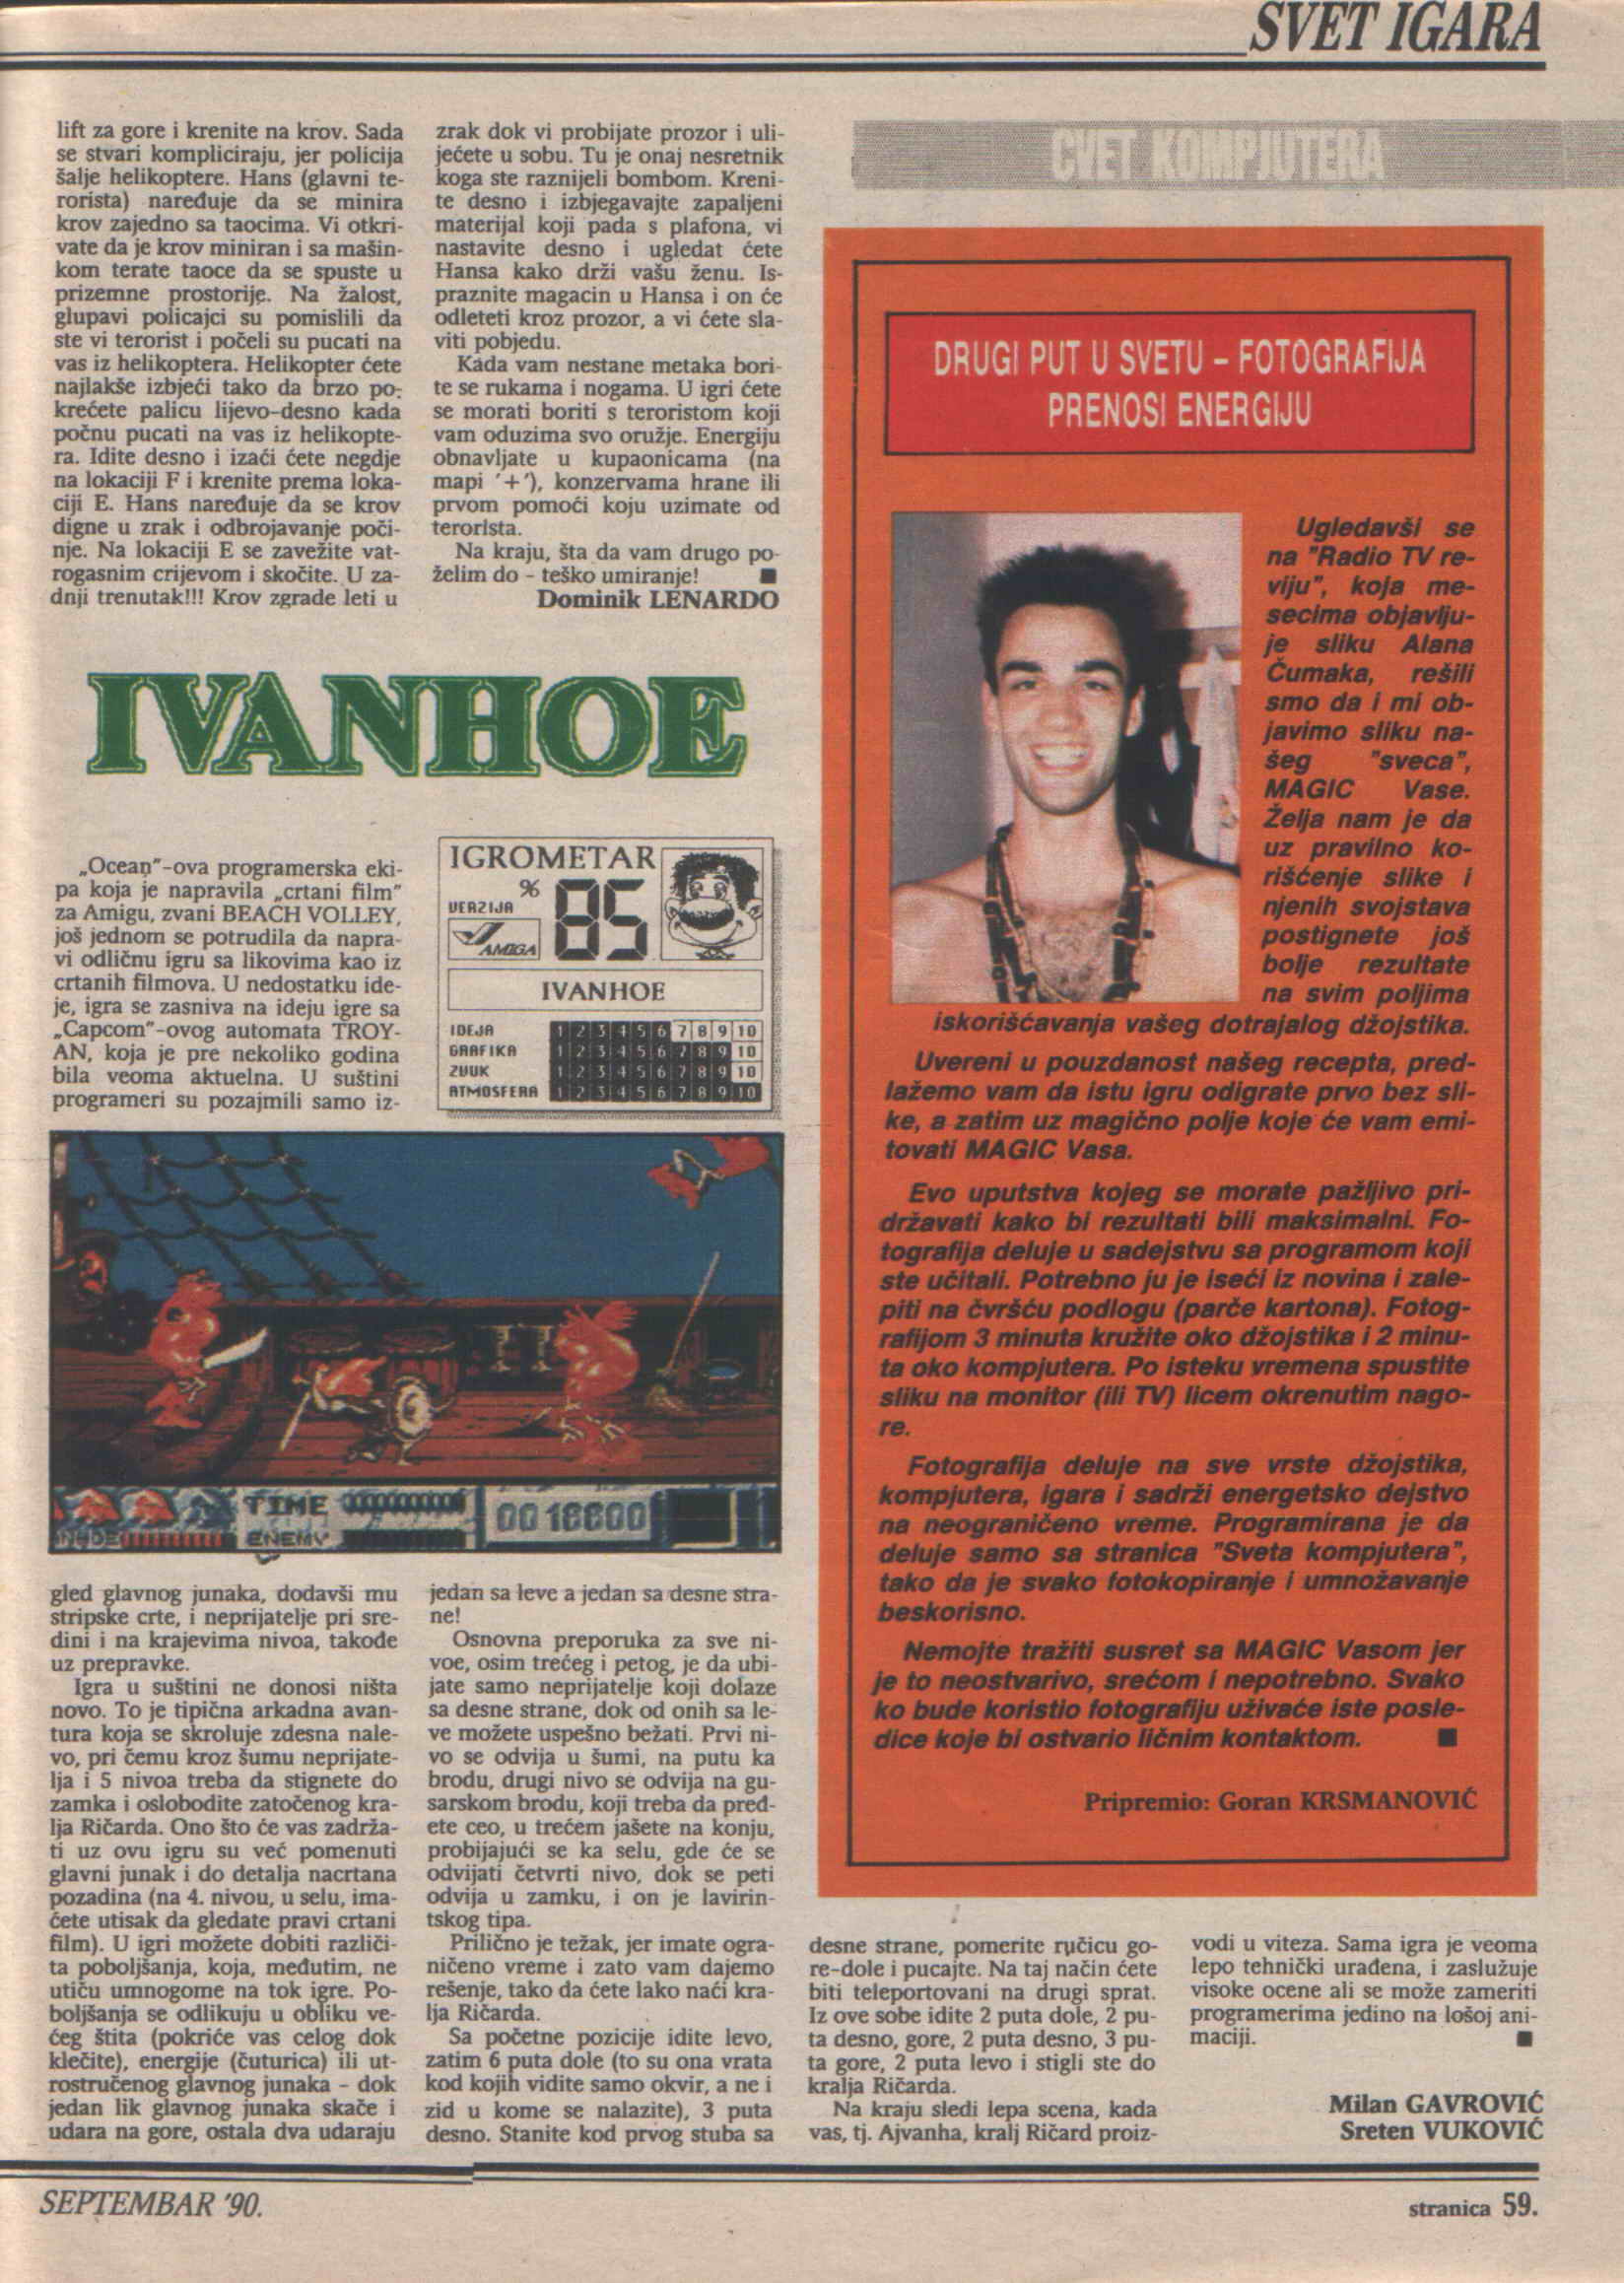 SVET IGARA
lift za gore i krenite na krov. Sada
se stvari kompliciraju, jer policija
šalje helikoptere. Hans (glavni te-
rorista) naređuje da se minira
krov zajedno sa taocima. Vi otkri-
vate da je krov miniran i sa mašin-
kom terate taoce da se spuste u
prizemne prostorije. Na žalost,
glupavi policajci su pomislili da
ste vi terorist i počeli su pucati na
vas iz helikoptera. Helikopter ćete
najlakše izbjeći tako da brzo po-
krećete palicu lijevo-desno kada
počnu pucati na vas iz helikopte-
ra. Idite desno i izaći ćete negdje
na lokaciji F i krenite prema loka-
ciji E. Hans naređuje da se krov
digne u zrak i odbrojavanje poči-
nje. Na lokaciji E se zavežite vat-
rogasnim crijevom i skočite. U za-
dnji trenutak!!! Krov zgrade leti u
zrak dok vi probijate prozor i uli-
jećete u sobu. Tu je onaj nesretnik
koga ste raznijeli bombom. Kreni-
te desno i izbjegavajte zapaljeni
materijal koji pada s plafona, vi
nastavite desno i ugledat ćete
Hansa kako drži vašu ženu. Is-
praznite magacin u Hansa i on će
odleteti kroz prozor, a vi ćete sla-
viti pobjedu.
Kada vam nestane metaka bori-
te se rukama i nogama. U igri ćete
se morati boriti s teroristom koji
vam oduzima svo oružje. Energiju
obnavljate u kupaonicama (na
mapi '+'), konzervama hrane ili
prvom pomoći koju uzimate od
terorista.
Na kraju, šta da vam drugo po-
želim do - teško umiranje! ■
Dominik LENARDO
IVANHOE
„Ocean"-ova programerska eki-
pa koja je napravila „crtani film"
za Amigu, zvani BEACH VOLLEY,
još jednom se potrudila da napra-
vi odličnu igru sa likovima kao iz
crtanih filmova. U nedostatku ide-
je, igra se zasniva na ideju igre sa
„Capcom"-ovog automata TROY-
AN, koja je pre nekoliko godina
bila veoma aktuelna. U suštini
programeri su pozajmili samo iz-
IGROMETAR
%
VERZIJA
85
AMIGA
IVANHOE
IDEJA 1 2 3 4 5 6 7 8 9 10
GRAFIKA 1 2 3 4 5 6 7 8 9 10
ZVUK 1 2 3 4 5 6 7 8 9 10
ATMOSFERA 1 2 3 4 5 6 7 8 9 10
TIME
ENEMY
0018800
gled glavnog junaka, dodavši mu
stripske crte, i neprijatelje pri sre-
dini i na krajevima nivoa, takođe
uz prepravke.
Igra u suštini ne donosi ništa
novo. To je tipična arkadna avan-
tura koja se skroluje zdesna nale-
vo, pri čemu kroz šumu neprijate-
lja i 5 nivoa treba da stignete do
zamka i oslobodite zatočenog kra-
lja Ričarda. Ono što će vas zadrža-
ti uz ovu igru su već pomenuti
glavni junak i do detalja nacrtana
pozadina (na 4. nivou, u selu, ima-
ćete utisak da gledate pravi crtani
film). U igri možete dobiti različi-
ta poboljšanja, koja, međutim, ne
utiču umnogome na tok igre. Po-
boljšanja se odlikuju u obliku ve-
ćeg štita (pokriće vas celog dok
klečite), energije (čuturica) ili ut-
rostručenog glavnog junaka - dok
jedan lik glavnog junaka skače i
udara na gore, ostala dva udaraju
jedan sa leve a jedan sa desne stra-
ne!
Osnovna preporuka za sve ni-
voe, osim trećeg i petog, je da ubi-
jate samo neprijatelje koji dolaze
sa desne strane, dok od onih sa le-
ve možete uspešno bežati. Prvi ni-
vo se odvija u šumi, na putu ka
brodu, drugi nivo se odvija na gu-
sarskom brodu, koji treba da pređ-
ete ceo, u trećem jašete na konju,
probijajući se ka selu, gde će se
odvijati četvrti nivo, dok se peti
odvija u zamku, i on je lavirin-
tskog tipa.
Prilično je težak, jer imate ogra-
ničeno vreme i zato vam dajemo
rešenje, tako da ćete lako naći kra-
lja Ričarda.
Sa početne pozicije idite levo,
zatim 6 puta dole (to su ona vrata
kod kojih vidite samo okvir, a ne i
zid u kome se nalazite), 3 puta
desno. Stanite kod prvog stuba sa
desne strane, pomerite ručicu go-
re-dole i pucajte. Na taj način ćete
biti teleportovani na drugi sprat.
Iz ove sobe idite 2 puta dole, 2 pu-
ta desno, gore, 2 puta desno, 3 pu-
ta gore, 2 puta levo i stigli ste do
kralja Ričarda.
Na kraju sledi lepa scena, kada
vas, tj. Ajvanha, kralj Ričard proiz-
vodi u viteza. Sama igra je veoma
lepo tehnički urađena, i zaslužuje
visoke ocene ali se može zameriti
programerima jedino na lošoj ani-
maciji. ■
Milan GAVROVIĆ
Sreten VUKOVIĆ
CVET KOMPJUTERA
DRUGI PUT U SVETU – FOTOGRAFIJA
PRENOSI ENERGIJU
Ugledavši se
na "Radio TV re-
viju", koja me-
secima objavlju-
je sliku Alana
Čumaka, rešili
smo da i mi ob-
javimo sliku na-
šeg "sveca",
MAGIC Vase.
Želja nam je da
uz pravilno ko-
rišćenje slike i
njenih svojstava
postignete još
bolje rezultate
na svim poljima
iskorišćavanja vašeg dotrajalog džojstika.
Uvereni u pouzdanost našeg recepta, pred-
lažemo vam da istu igru odigrate prvo bez sli-
ke, a zatim uz magično polje koje će vam emi-
tovati MAGIC Vasa.
Evo uputstva kojeg se morate pažljivo pri-
državati kako bi rezultati bili maksimalni. Fo-
tografija deluje u sadejstvu sa programom koji
ste učitali. Potrebno ju je iseći iz novina i zale-
piti na čvršću podlogu (parče kartona). Fotog-
rafijom 3 minuta kružite oko džojstika i 2 minu-
ta oko kompjutera. Po isteku vremena spustite
sliku na monitor (ili TV) licem okrenutim nago-
re.
Fotografija deluje na sve vrste džojstika,
kompjutera, igara i sadrži energetsko dejstvo
na neograničeno vreme. Programirana je da
deluje samo sa stranica "Sveta kompjutera",
tako da je svako fotokopiranje i umnožavanje
beskorisno.
Nemojte tražiti susret sa MAGIC Vasom jer
je to neostvarivo, srećom i nepotrebno. Svako
ko bude koristio fotografiju uživaće iste posle-
dice koje bi ostvario ličnim kontaktom. ■
Pripremio: Goran KRSMANOVIĆ
SEPTEMBAR '90.
stranica 59.